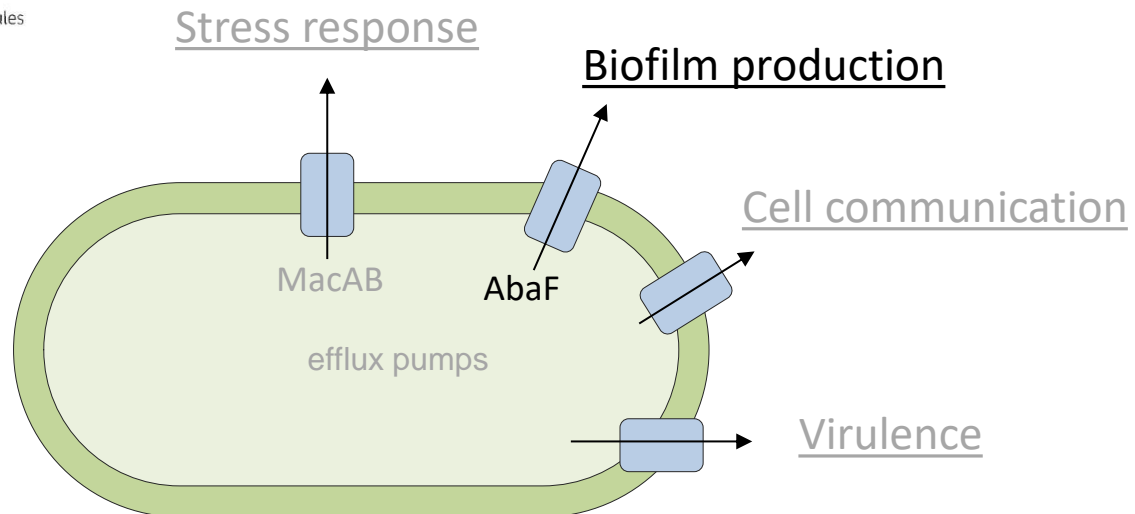 Stress response
Biofilm production
Cell communication
MacAB
AbaF
efflux pumps
Virulence